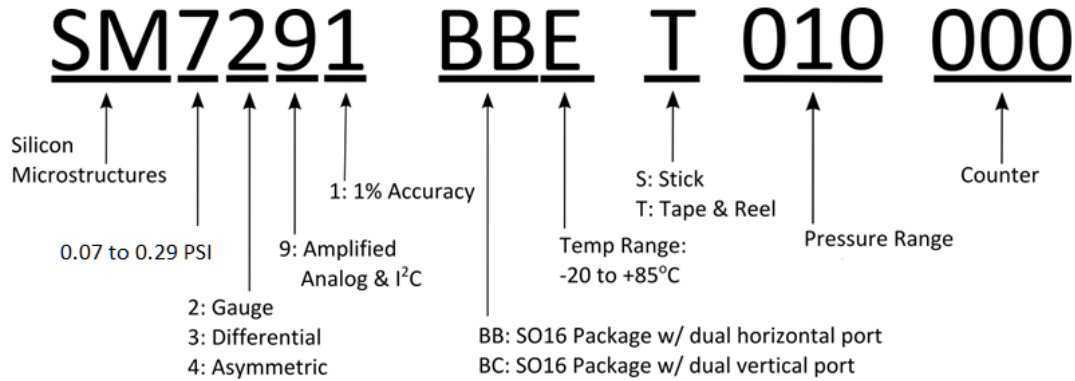 SM7291 BBE T 010 000
Silicon
Microstructures
1: 1% Accuracy
S: Stick
T: Tape & Reel
Counter
0.07 to 0.29 PSI
9: Amplified
Analog & I²C
Temp Range:
-20 to +85°C
Pressure Range
2: Gauge
3: Differential
4: Asymmetric
BB: SO16 Package w/ dual horizontal port
BC: SO16 Package w/ dual vertical port